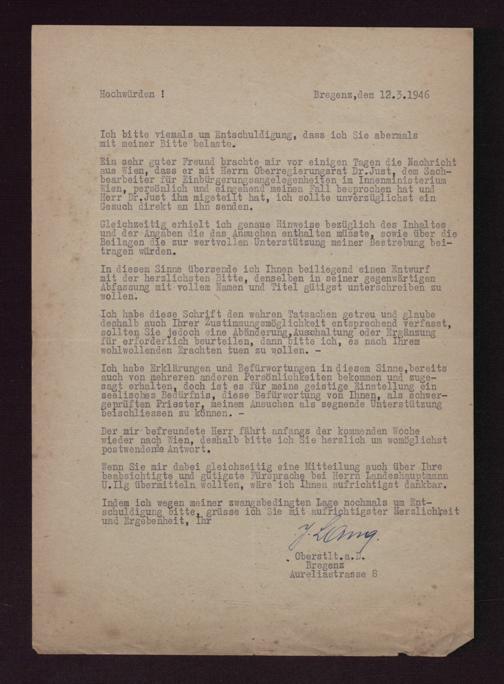 Hochwürden !
Bregenz,den 12.3.1946
Ich bitte viemals um Entschuldigung, dass ich Sie abermals
mit meiner Bitte belaste.
Ein sehr guter Freund brachte mir vor einigen Tagen die Nachricht
aus Wien, dass er mit Herrn Oberregierungsrat Dr.Just, dem Sach-
bearbeiter für Einbürgerungsangelegenheiten im Innenministerium
Wien, persönlich und eingehend meinen Fall besprochen hat und
Herr Dr.Just ihm migeteilt hat, ich sollte unverzüglichst ein
Gesuch direkt an ihn senden.
Gleichzeitig erhielt ich genaue Hinweise bezüglich des Inhaltes
und der Angaben die das Ansuchen enthalten müsste, sowie über die
Beilagen die zur wertvollen Unterstützung meiner Bestrebung bei-
tragen würden.
In diesem Sinne übersende ich Ihnen beiliegend einen Entwurf
mit der herzlichsten Bitte, denselben in seiner gegenwärtigen
Abfassung mit vollem Namen und Titel gütigst unterschreiben zu
wollen.
Ich habe diese Schrift den wahren Tatsachen getreu und glaube
deshalb auch Ihrer Zustimmungsmöglichkeit entsprechend verfasst,
sollten Sie jedoch eine Abänderung,Auschaltung oder Ergänzung
für erforderlich beurteilen, dann bitte ich, es nach Ihrem
wohlwollenden Erachten tuen zu wollen. -
Ich habe Erklärungen und Befürwortungen in diesem Sinne,bereits
auch von mehreren anderen Persönlichkeiten bekommen und zuge-
sagt erhalten, doch ist es für meine geistige Einstellung ein
seelisches Bedürfnis, diese Befürwortung von Ihnen, als schwer-
geprüften Priester, meinem Ansuchen als segnende Unterstützung
beischliessen zu können. -
Der mir befreundete Herr fährt anfangs der kommenden Woche
wieder nach Wien, deshalb bitte ich Sie herzlich um womöglichst
postwendende Antwort.
Wenn Sie mir dabei gleichzeitig eine Mitteilung auch über Ihre
beabsichtigte und gütigste Fürsprache bei Herrn Landeshauptmann
U.Ilg übermitteln wollten, wäre ich Ihnen aufrichtigst dankbar.
Indem ich wegen meiner zwangsbedingten Lage nochmals um Ent-
schuldigung bitte, grüsse ich Sie mit aufrichtigster Herzlichkeit
und Ergebenheit, Ihr
Oberstlt.a.D.
Bregenz
Aureliastrasse 8